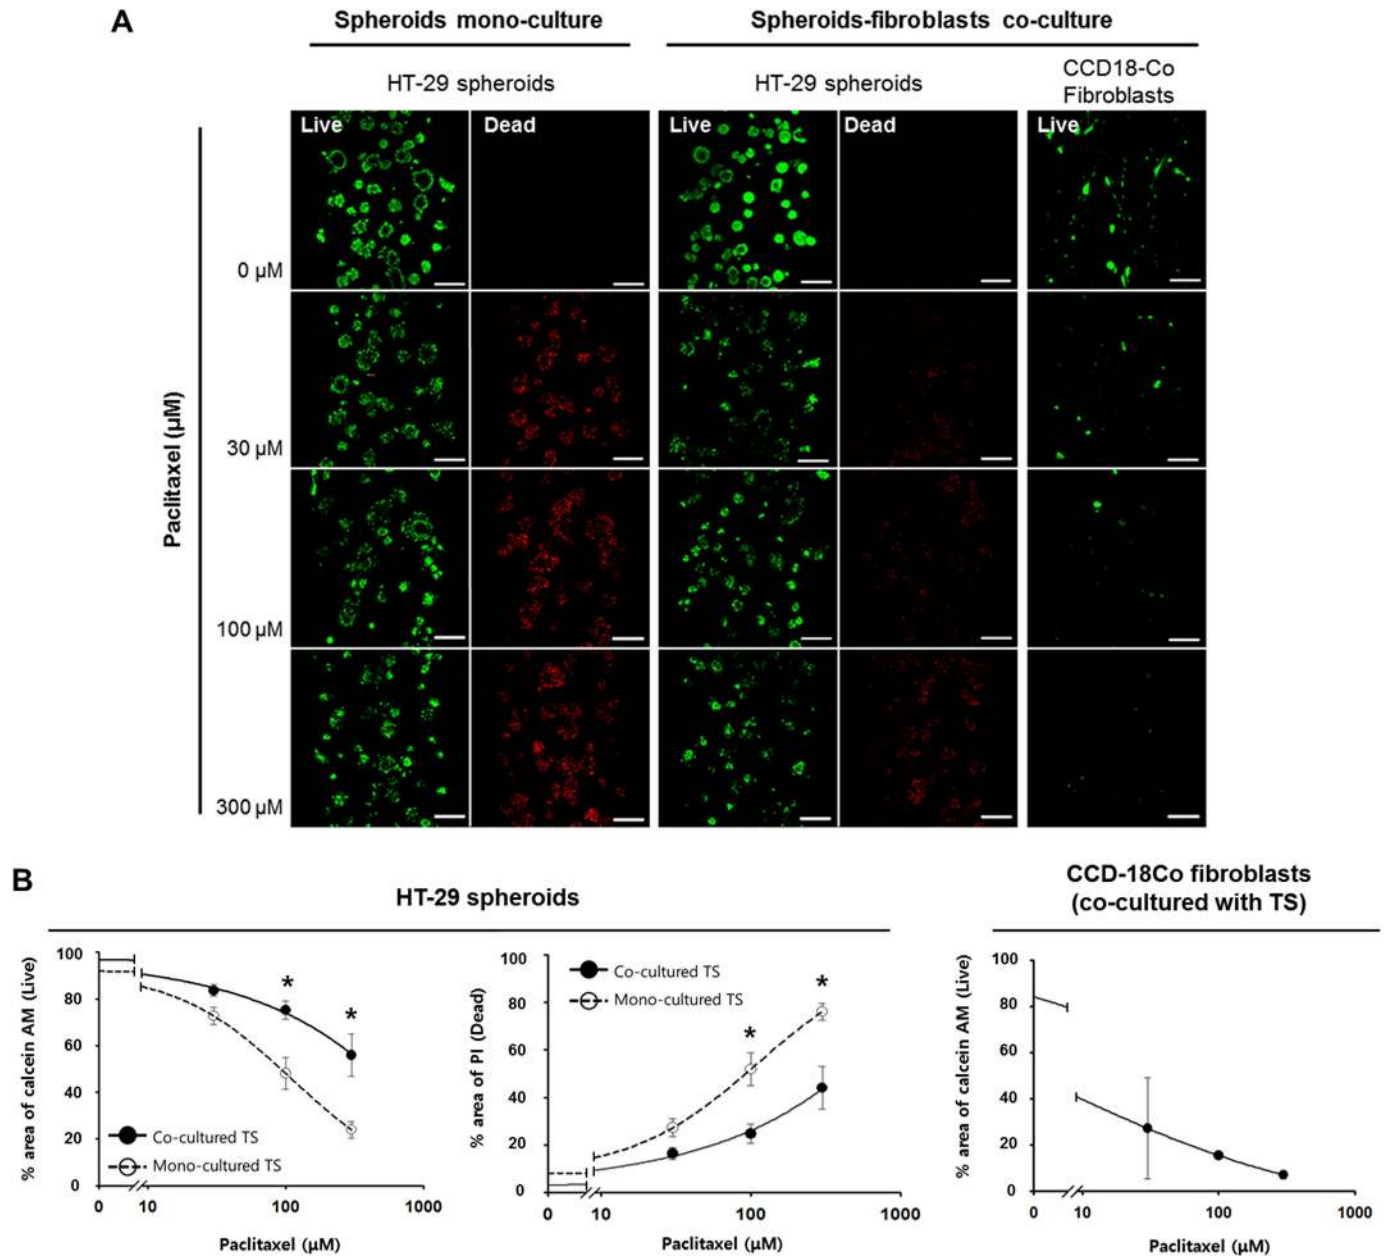 A
Spheroids mono-culture
Spheroids-fibroblasts co-culture
HT-29 spheroids
HT-29 spheroids
CCD18-Co
Fibroblasts
Live
Dead
Live
Dead
Live
Paclitaxel (µM)
0 µM
30 µM
100 µM
300 µM
B
HT-29 spheroids
CCD-18Co fibroblasts
(co-cultured with TS)
% area of calcein AM (Live)
100
80
60
40
20
0
*
*
Co-cultured TS
Mono-cultured TS
0
10
100
1000
Paclitaxel (µM)
% area of PI (Dead)
100
80
60
40
20
0
Co-cultured TS
Mono-cultured TS
*
*
0
10
100
1000
Paclitaxel (µM)
% area of calcein AM (Live)
100
80
60
40
20
0
0
10
100
1000
Paclitaxel (µM)